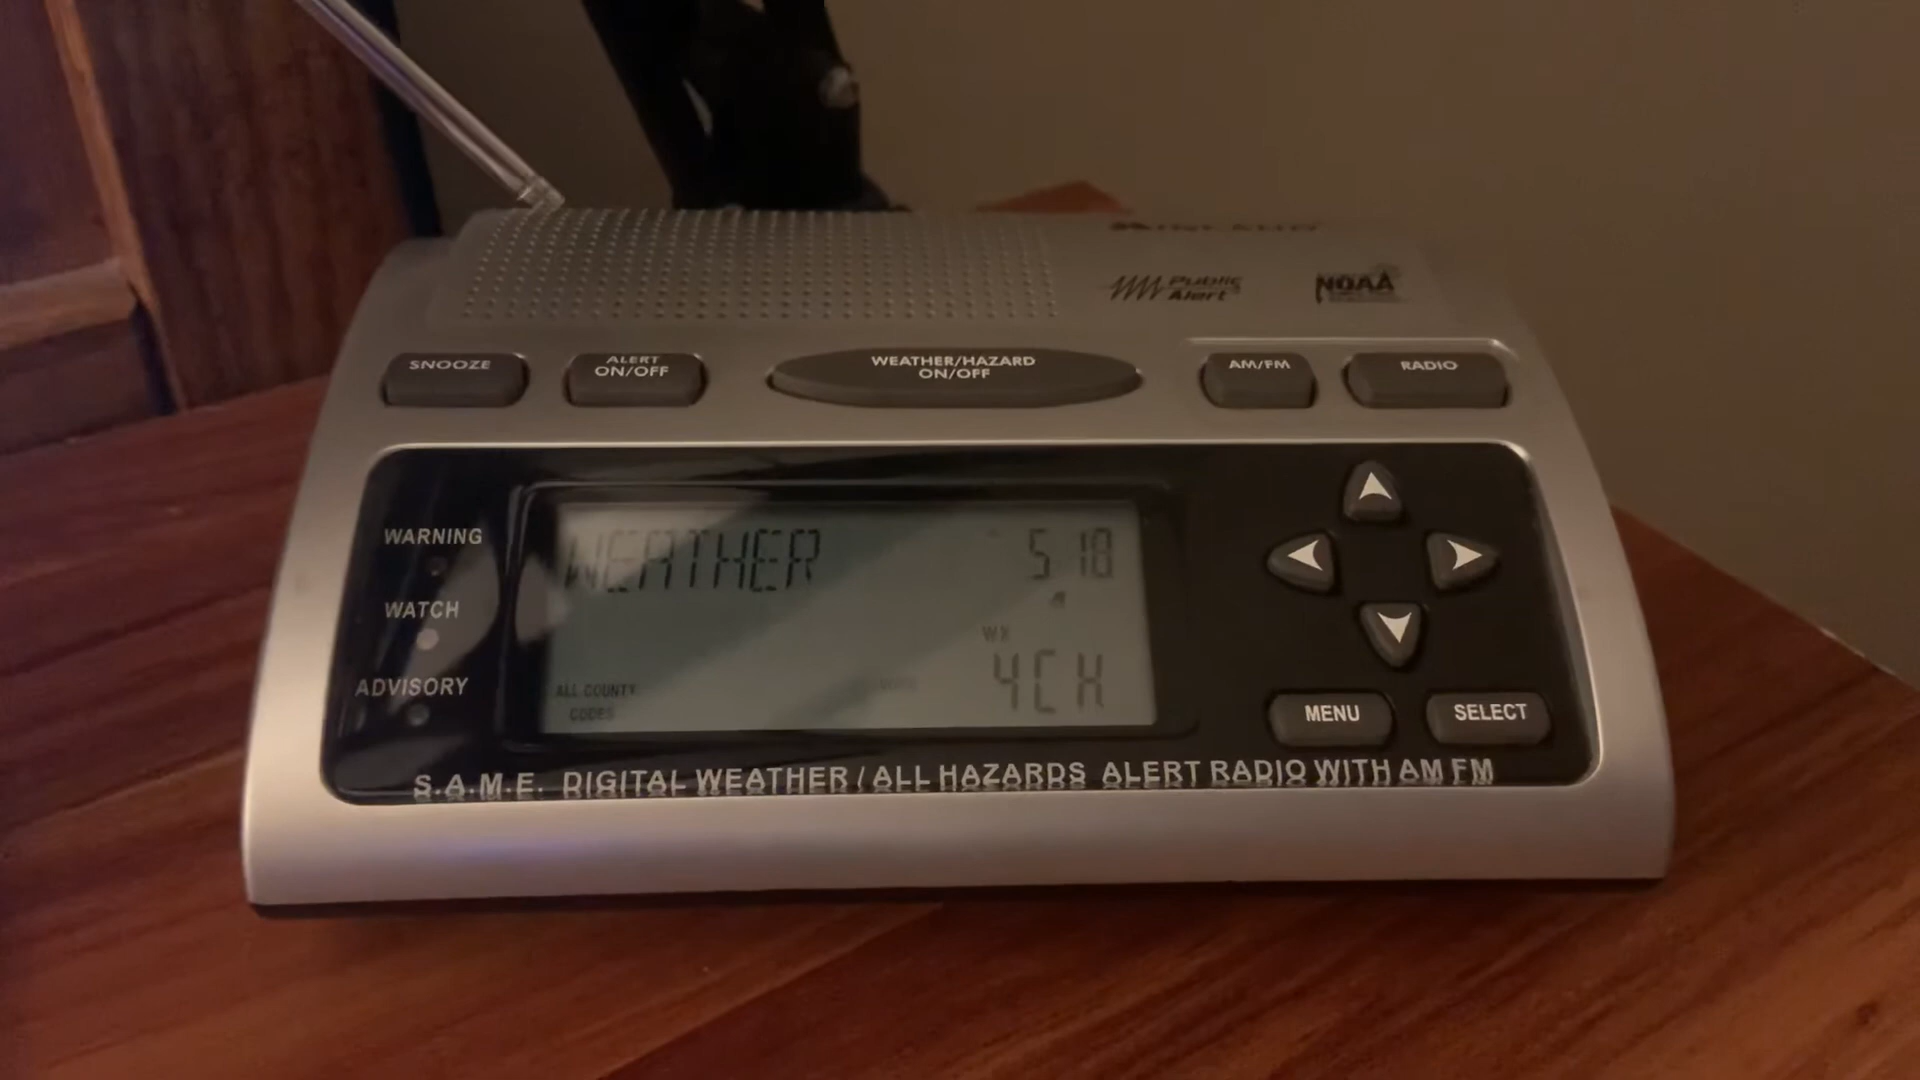 Public
Alert
NOAA
SNOOZE
ALERT
ON/OFF
WEATHER/HAZARD
ON/OFF
AM/FM
RADIO
WARNING
WATCH
ADVISORY
WEATHER
5 18
WX
4CH
ALL COUNTY
CODES
MENU
SELECT
S.A.M.E. DIGITAL WEATHER / ALL HAZARDS ALERT RADIO WITH AM FM